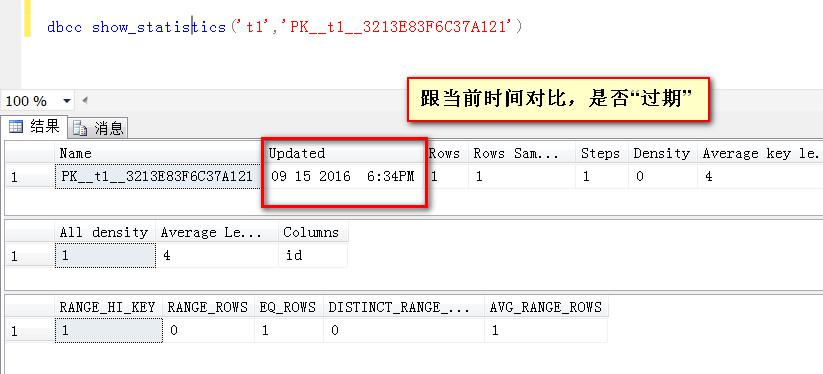 dbcc show_statistics('t1','PK__t1__3213E83F6C37A121')
跟当前时间对比，是否“过期”
100 %
结果 消息
Name Updated Rows Rows Sam... Steps Density Average key le...
1 PK__t1__3213E83F6C37A121 09 15 2016 6:34PM 1 1 1 0 4
All density Average Le... Columns
1 1 4 id
RANGE_HI_KEY RANGE_ROWS EQ_ROWS DISTINCT_RANGE_... AVG_RANGE_ROWS
1 1 0 1 0 1